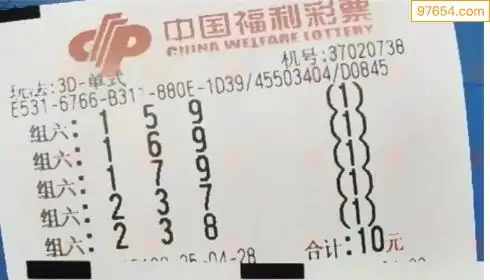 97654.com
中国福利彩票
CHINA WELFARE LOTTERY
玩法:3D-单式 机号:37020738
E531-6766-B311-880E-1D39/45503404/D0845
组六: 1 5 9 (1)
组六: 1 6 9 (1)
组六: 1 7 9 (1)
组六: 2 3 7 (1)
组六: 2 3 8 (1)
25-04-28 合计:10元